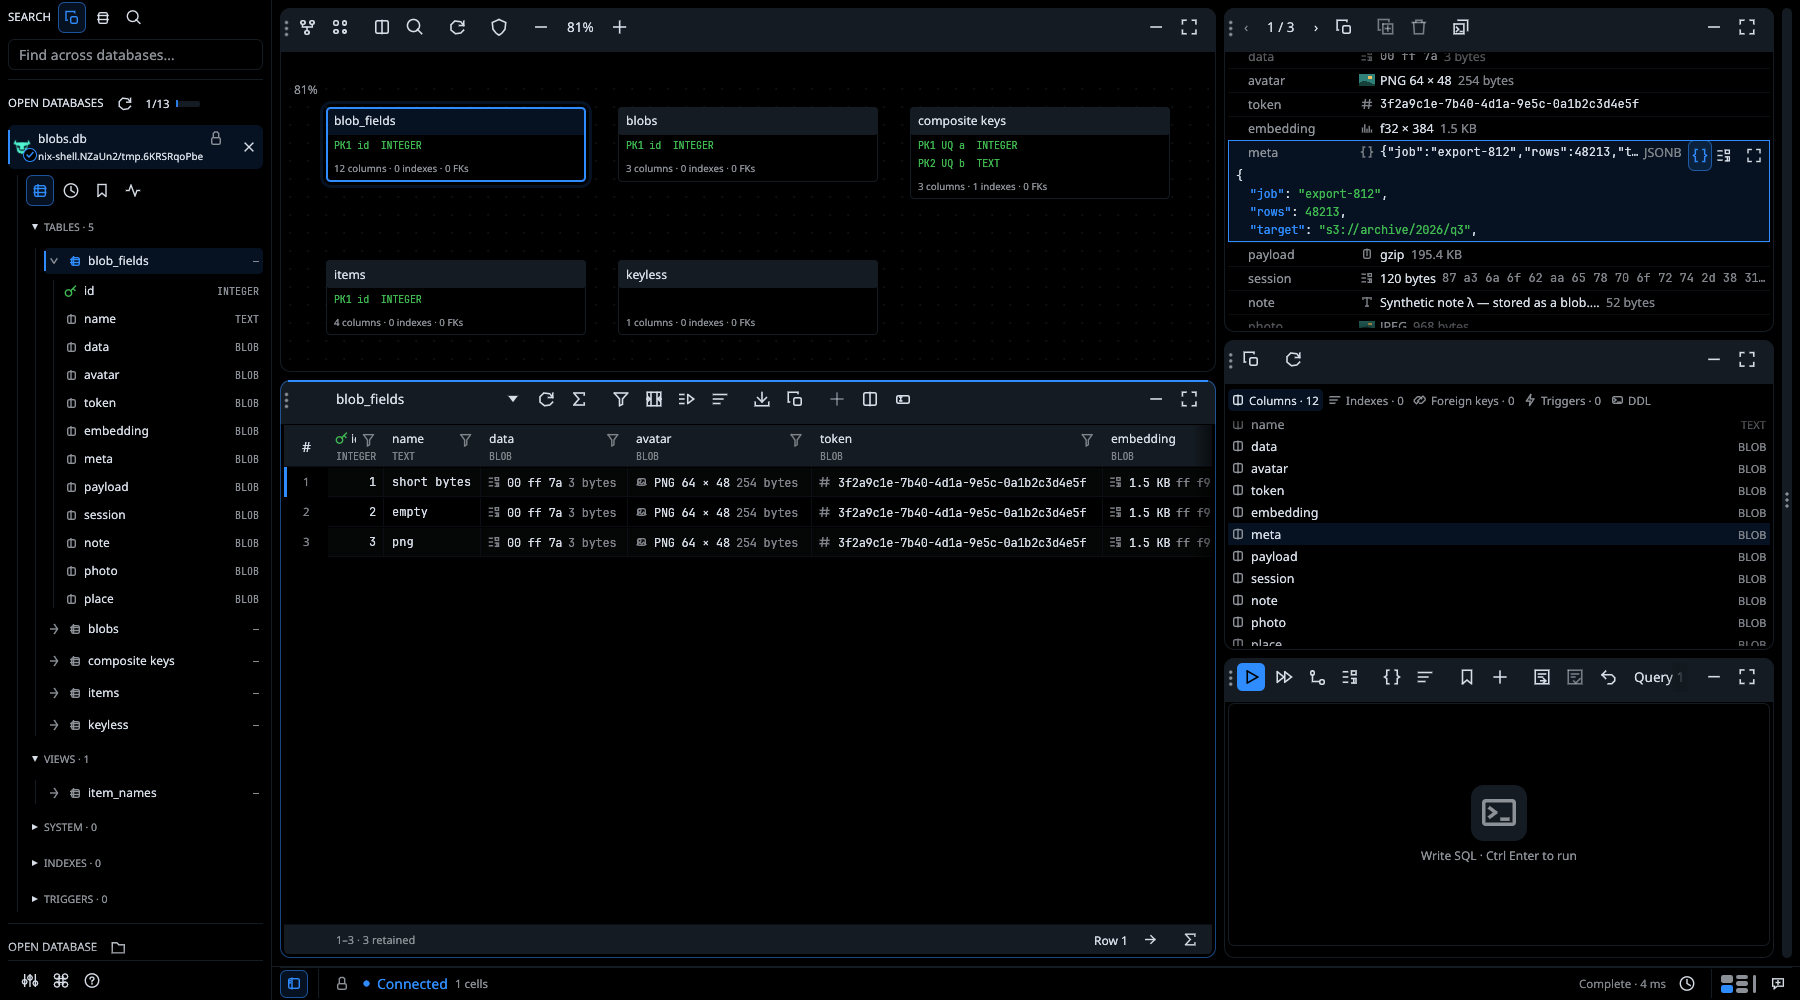 SEARCH
Find across databases...
OPEN DATABASES 1/13
blobs.db
nix-shell.NZaUn2/tmp.6KRSRqoPbe
TABLES · 5
blob_fields –
id INTEGER
name TEXT
data BLOB
avatar BLOB
token BLOB
embedding BLOB
meta BLOB
payload BLOB
session BLOB
note BLOB
photo BLOB
place BLOB
blobs –
composite keys –
items –
keyless –
VIEWS · 1
item_names –
SYSTEM · 0
INDEXES · 0
TRIGGERS · 0
OPEN DATABASE
81%
81%
blob_fields
PK1 id INTEGER
12 columns · 0 indexes · 0 FKs
blobs
PK1 id INTEGER
3 columns · 0 indexes · 0 FKs
composite keys
PK1 UQ a INTEGER
PK2 UQ b TEXT
3 columns · 1 indexes · 0 FKs
items
PK1 id INTEGER
4 columns · 0 indexes · 0 FKs
keyless
1 columns · 0 indexes · 0 FKs
blob_fields
# name data avatar token embedding
INTEGER TEXT BLOB BLOB BLOB BLOB
1 1 short bytes 00 ff 7a 3 bytes PNG 64 × 48 254 bytes # 3f2a9c1e-7b40-4d1a-9e5c-0a1b2c3d4e5f 1.5 KB ff f9
2 2 empty 00 ff 7a 3 bytes PNG 64 × 48 254 bytes # 3f2a9c1e-7b40-4d1a-9e5c-0a1b2c3d4e5f 1.5 KB ff f9
3 3 png 00 ff 7a 3 bytes PNG 64 × 48 254 bytes # 3f2a9c1e-7b40-4d1a-9e5c-0a1b2c3d4e5f 1.5 KB ff f9
1–3 · 3 retained Row 1
1 / 3
data 00 ff 7a 3 bytes
avatar PNG 64 × 48 254 bytes
token # 3f2a9c1e-7b40-4d1a-9e5c-0a1b2c3d4e5f
embedding f32 × 384 1.5 KB
meta {} {"job":"export-812","rows":48213,"t… JSONB {}
{
"job": "export-812",
"rows": 48213,
"target": "s3://archive/2026/q3",
payload gzip 195.4 KB
session 120 bytes 87 a3 6a 6f 62 aa 65 78 70 6f 72 74 2d 38 31…
note T Synthetic note λ — stored as a blob.… 52 bytes
photo JPEG 968 bytes
Columns · 12 Indexes · 0 Foreign keys · 0 Triggers · 0 DDL
name TEXT
data BLOB
avatar BLOB
token BLOB
embedding BLOB
meta BLOB
payload BLOB
session BLOB
note BLOB
photo BLOB
place BLOB
{} Query 1
Write SQL · Ctrl Enter to run
Connected 1 cells
Complete · 4 ms